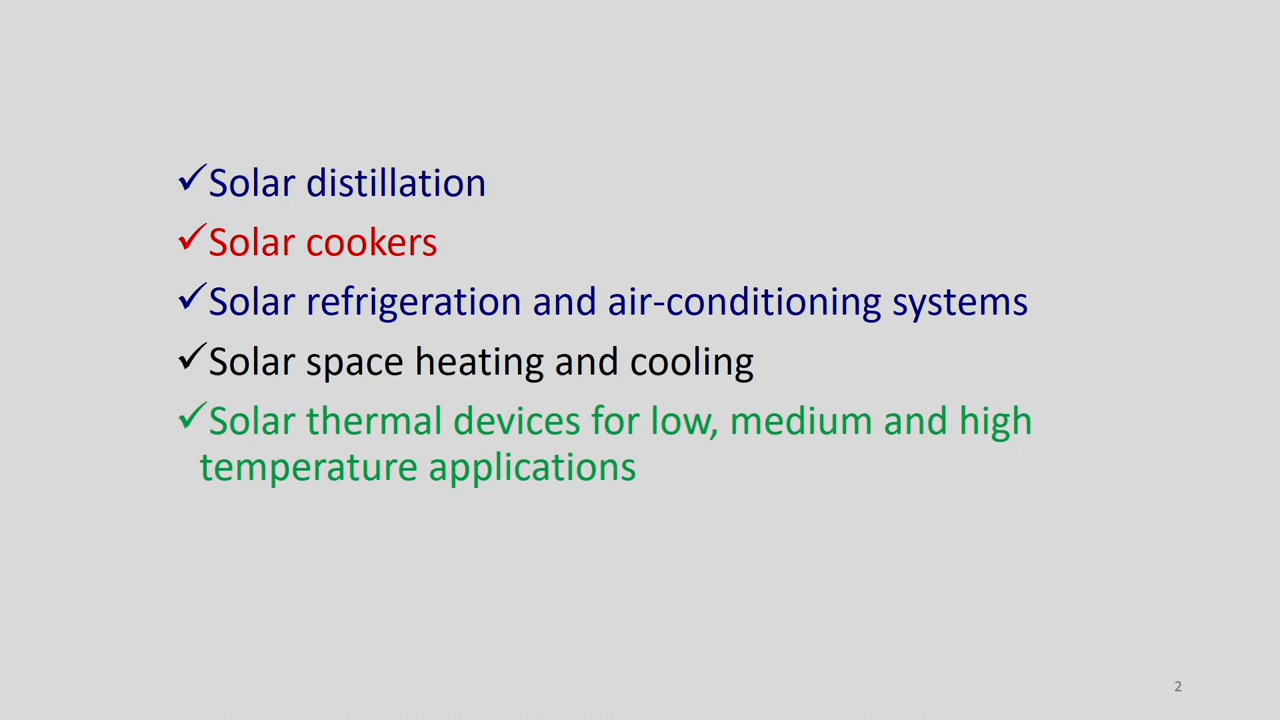 ✓Solar distillation
✓Solar cookers
✓Solar refrigeration and air-conditioning systems
✓Solar space heating and cooling
✓Solar thermal devices for low, medium and high
temperature applications
2